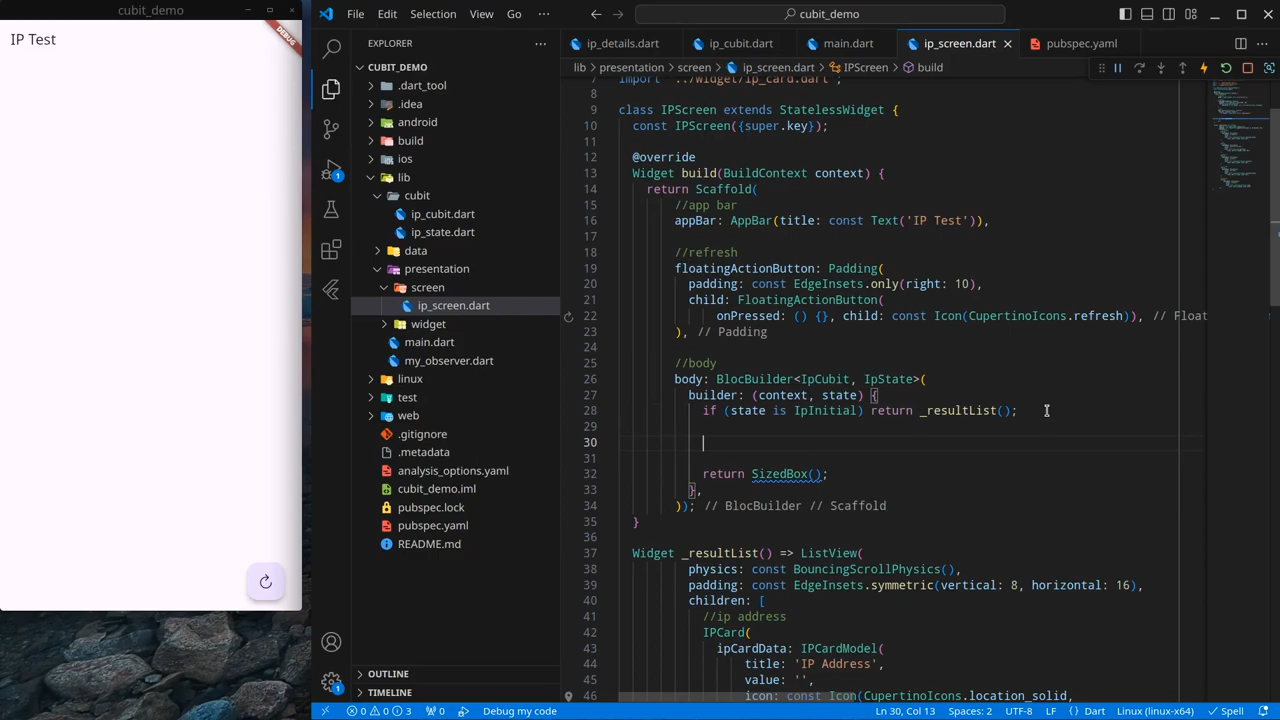 cubit_demo
IP Test
DEBUG
File Edit Selection View Go
cubit_demo
EXPLORER
CUBIT_DEMO
.dart_tool
.idea
android
build
ios
lib
cubit
ip_cubit.dart
ip_state.dart
data
presentation
screen
ip_screen.dart
widget
main.dart
my_observer.dart
linux
test
web
.gitignore
.metadata
analysis_options.yaml
cubit_demo.iml
pubspec.lock
pubspec.yaml
README.md
OUTLINE
TIMELINE
1
1
ip_details.dart ip_cubit.dart main.dart ip_screen.dart pubspec.yaml
lib presentation screen ip_screen.dart IPScreen build
7 import '../widget/ip_card.dart';
8
9 class IPScreen extends StatelessWidget {
10 const IPScreen({super.key});
11
12 @override
13 Widget build(BuildContext context) {
14 return Scaffold(
15 //app bar
16 appBar: AppBar(title: const Text('IP Test')),
17
18 //refresh
19 floatingActionButton: Padding(
20 padding: const EdgeInsets.only(right: 10),
21 child: FloatingActionButton(
22 onPressed: () {}, child: const Icon(CupertinoIcons.refresh)), // Float
23 ), // Padding
24
25 //body
26 body: BlocBuilder<IpCubit, IpState>(
27 builder: (context, state) {
28 if (state is IpInitial) return _resultList();
29
30
31
32 return SizedBox();
33 },
34 )); // BlocBuilder // Scaffold
35 }
36
37 Widget _resultList() => ListView(
38 physics: BouncingScrollPhysics(),
39 padding: const EdgeInsets.symmetric(vertical: 8, horizontal: 16),
40 children: [
41 //ip address
42 IPCard(
43 ipCardData: IPCardModel(
44 title: 'IP Address',
45 value: '',
46 icon: const Icon(CupertinoIcons.location_solid,
0 0 3 0 Debug my code Ln 30, Col 13 Spaces: 2 UTF-8 LF {} Dart Linux (linux-x64) Spell